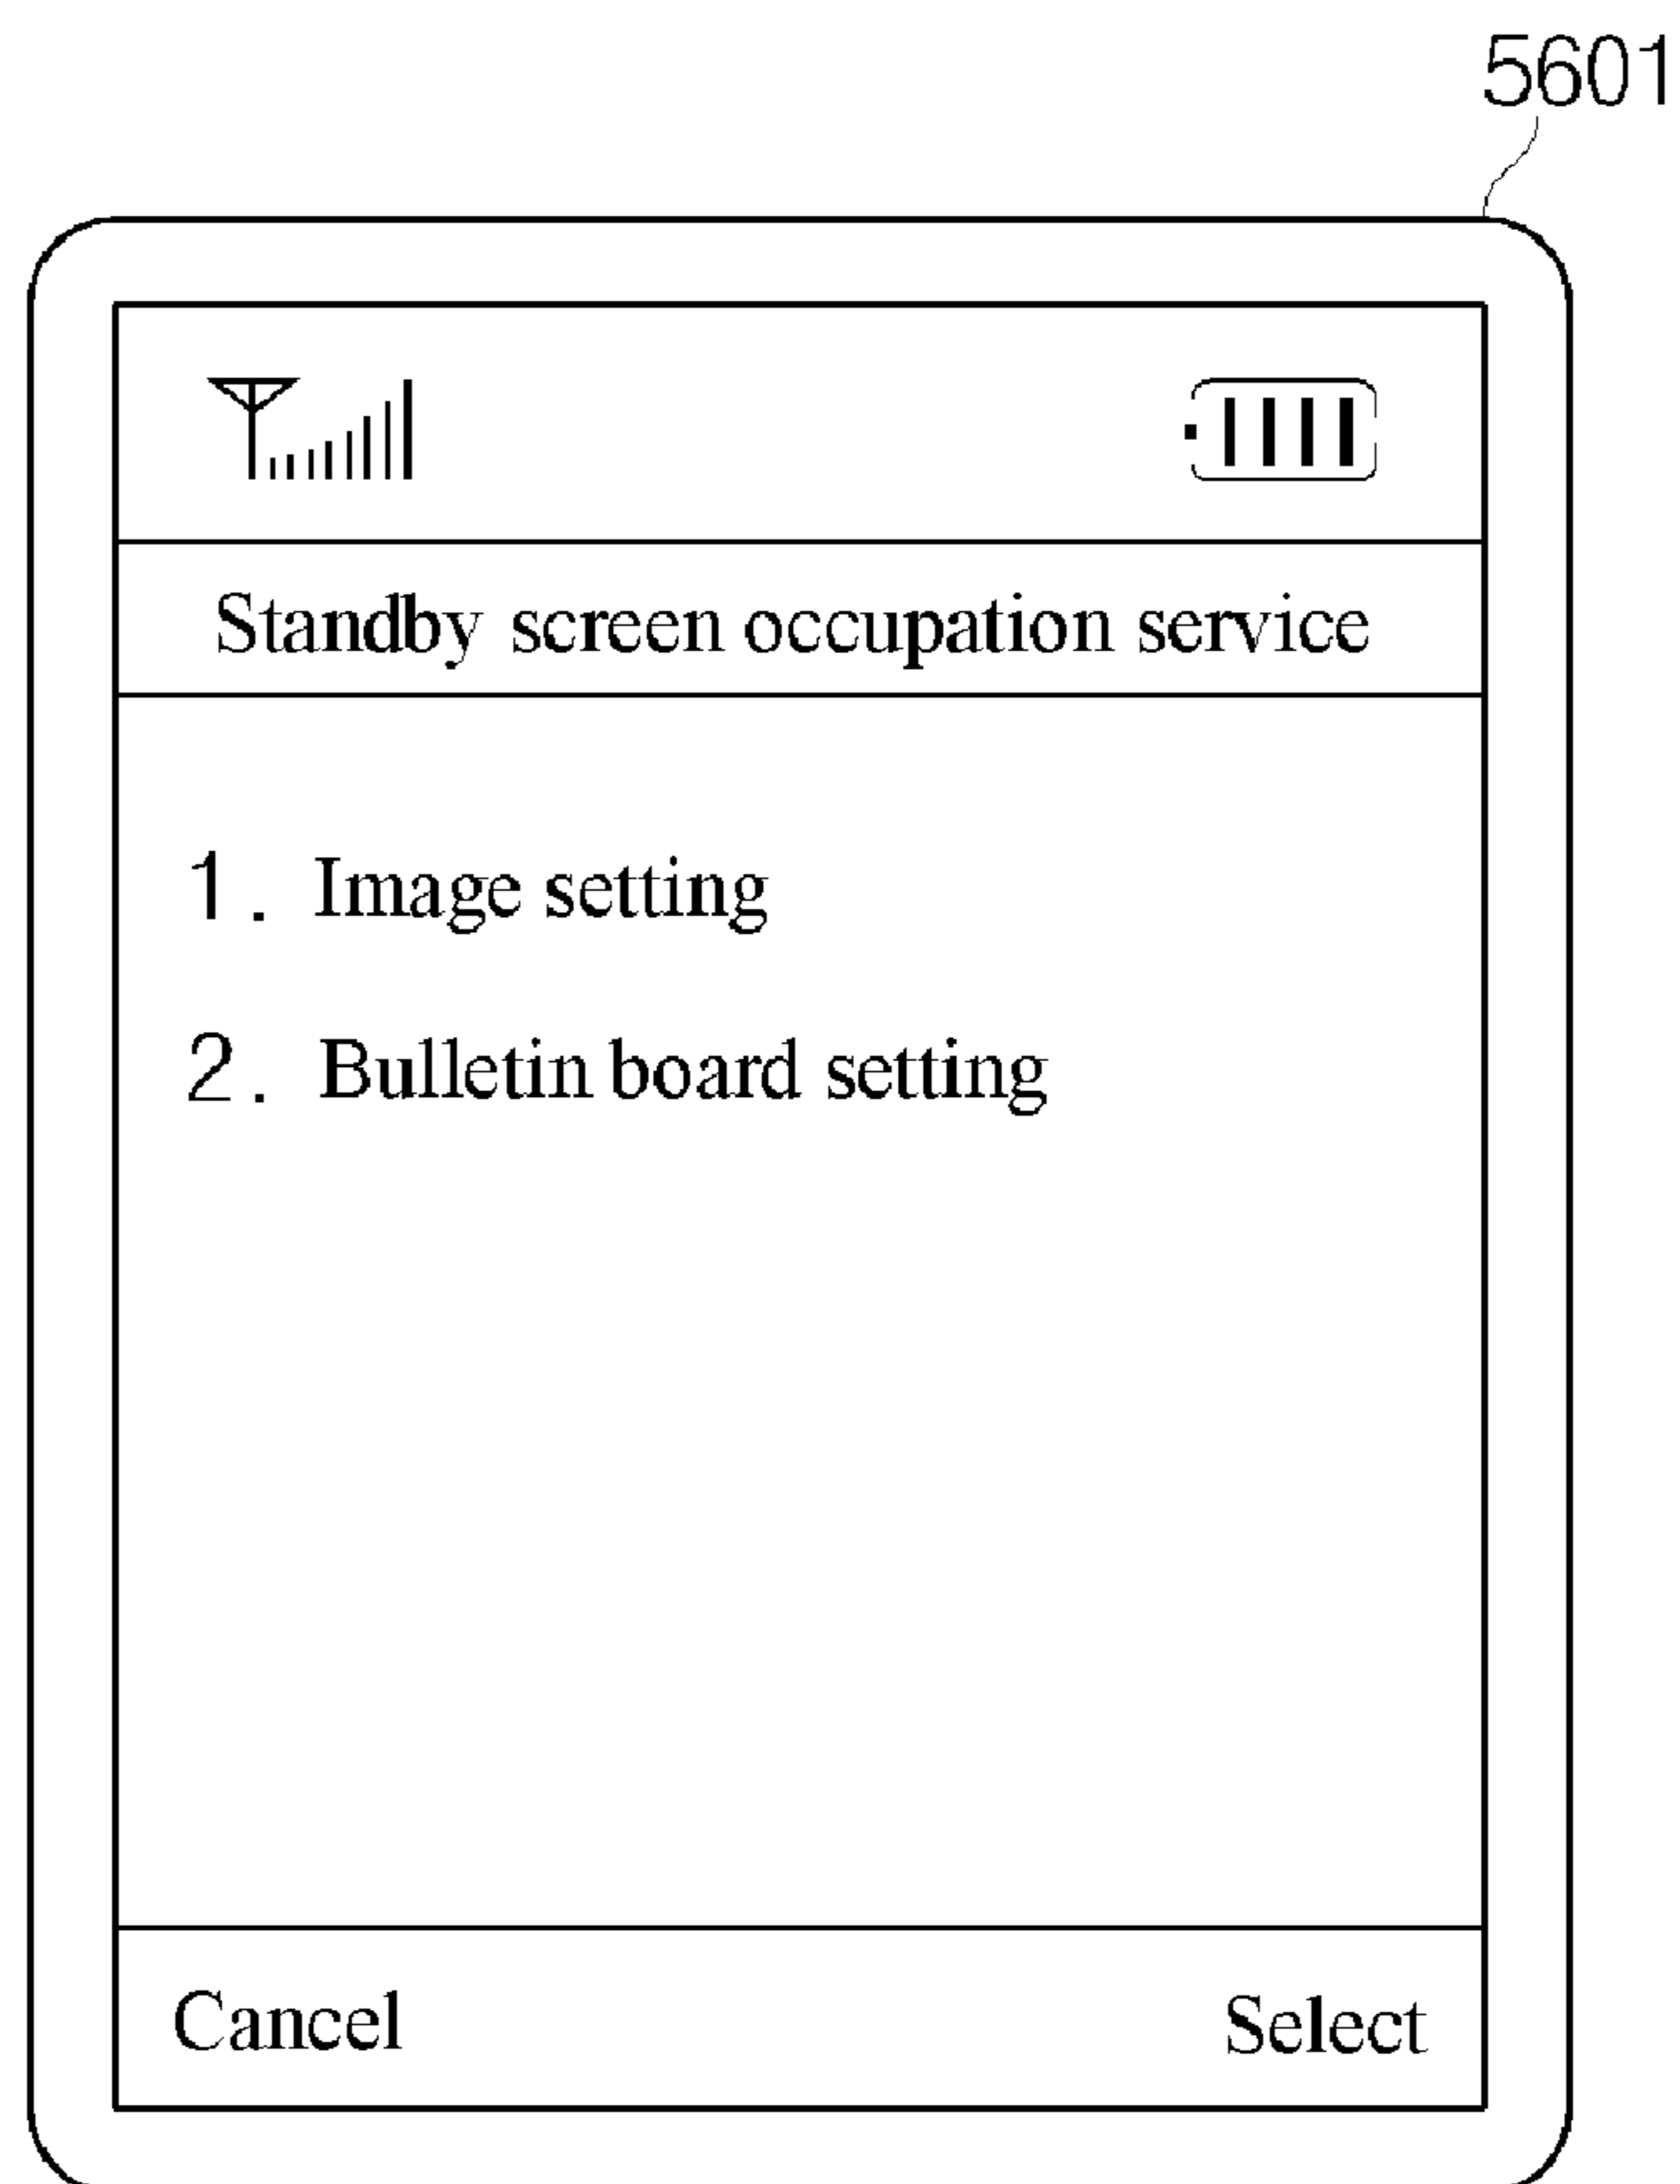 5601
Standby screen occupation service
1. Image setting
2. Bulletin board setting
Cancel Select